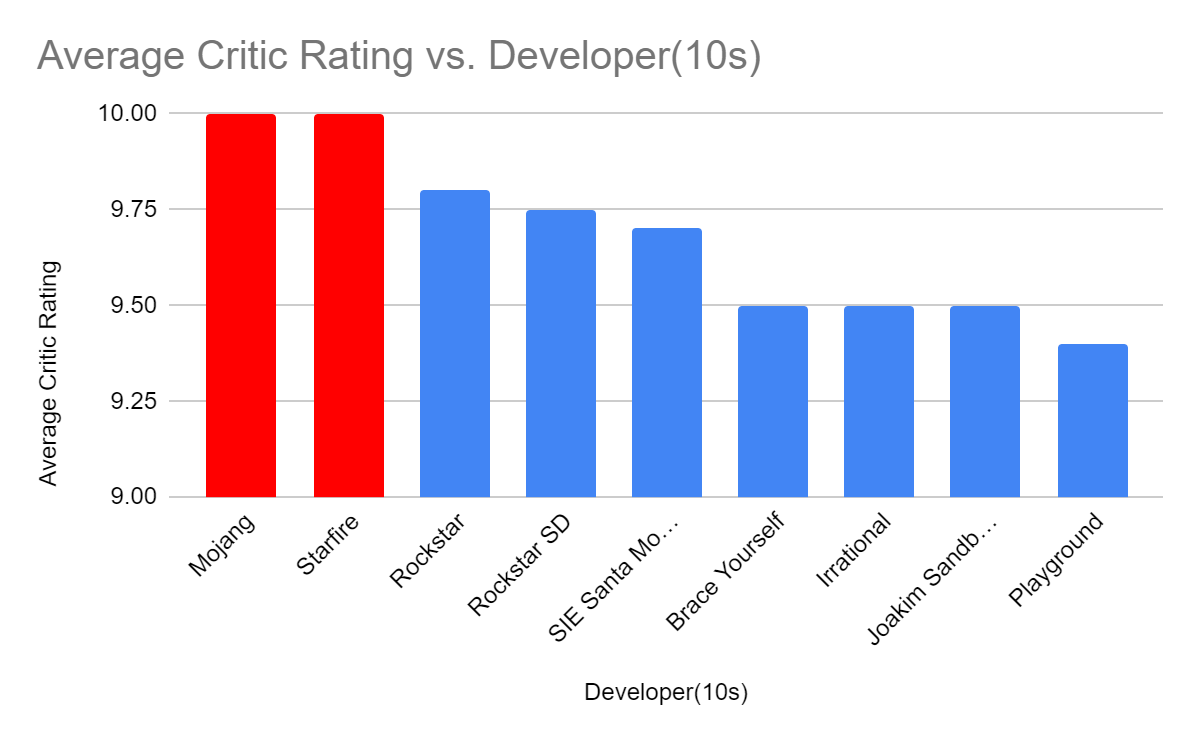 Average Critic Rating vs. Developer(10s)
Average Critic Rating
10.00
9.75
9.50
9.25
9.00
Mojang
Starfire
Rockstar
Rockstar SD
SIE Santa Mo...
Brace Yourself
Irrational
Joakim Sandb...
Playground
Developer(10s)